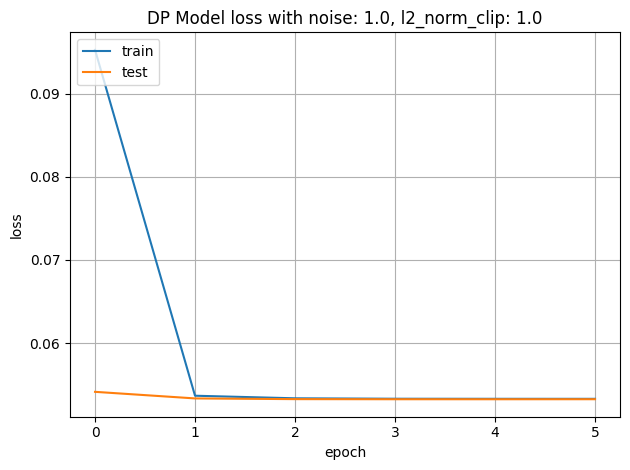 DP Model loss with noise: 1.0, l2_norm_clip: 1.0
train
test
0.09
0.08
0.07
0.06
loss
0 1 2 3 4 5
epoch